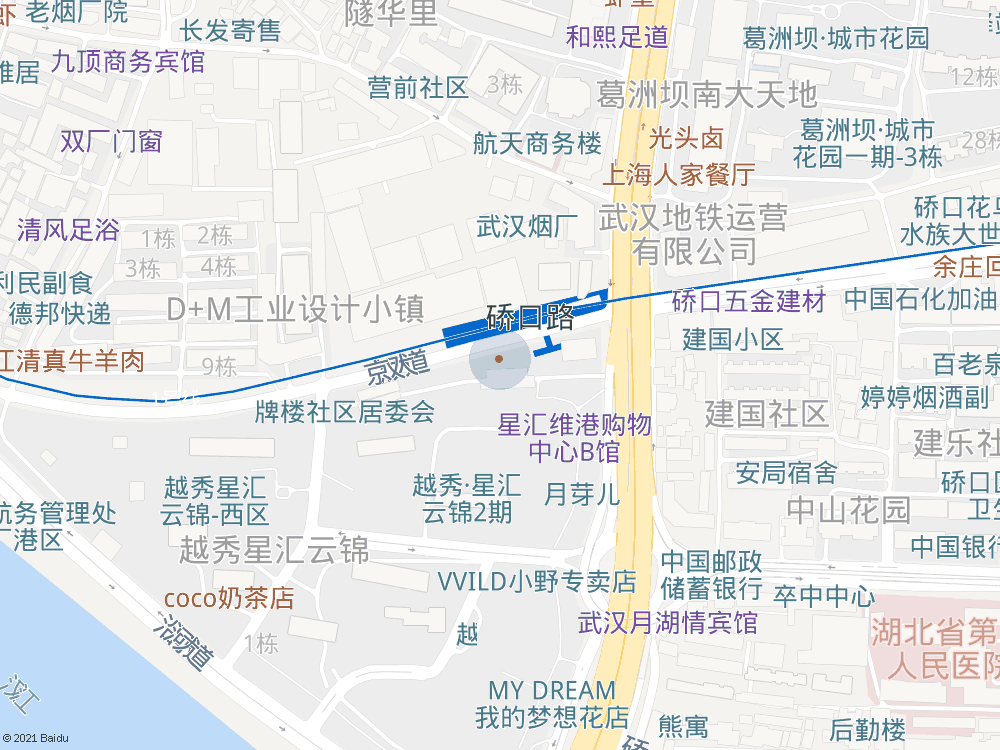 老烟厂院
隧华里
长发寄售
和熙足道
葛洲坝·城市花园
九顶商务宾馆
营前社区
3栋
12栋
葛洲坝南大天地
双厂门窗
航天商务楼
光头卤
葛洲坝·城市
花园一期-3栋
28栋
上海人家餐厅
清风足浴
1栋
2栋
武汉烟厂
武汉地铁运营
有限公司
硚口花鸟
水族大世
3栋
4栋
余庄回
利民副食
德邦快递
D+M工业设计小镇
硚口路
硚口五金建材
中国石化加油
建国小区
江清真牛羊肉
9栋
京汉大道
百老泉
婷婷烟酒副
牌楼社区居委会
星汇维港购物
中心B馆
建国社区
建乐社
安局宿舍
越秀星汇
云锦-西区
越秀·星汇
云锦2期
月芽儿
硚口区
卫生
航务管理处
厂港区
中山花园
越秀星汇云锦
中国银行
中国邮政
储蓄银行
VVILD小野专卖店
卒中中心
coco奶茶店
武汉月湖情宾馆
1栋
越
湖北省第
人民医院
MY DREAM
我的梦想花店
汉江
熊寓
后勤楼
硚
© 2021 Baidu